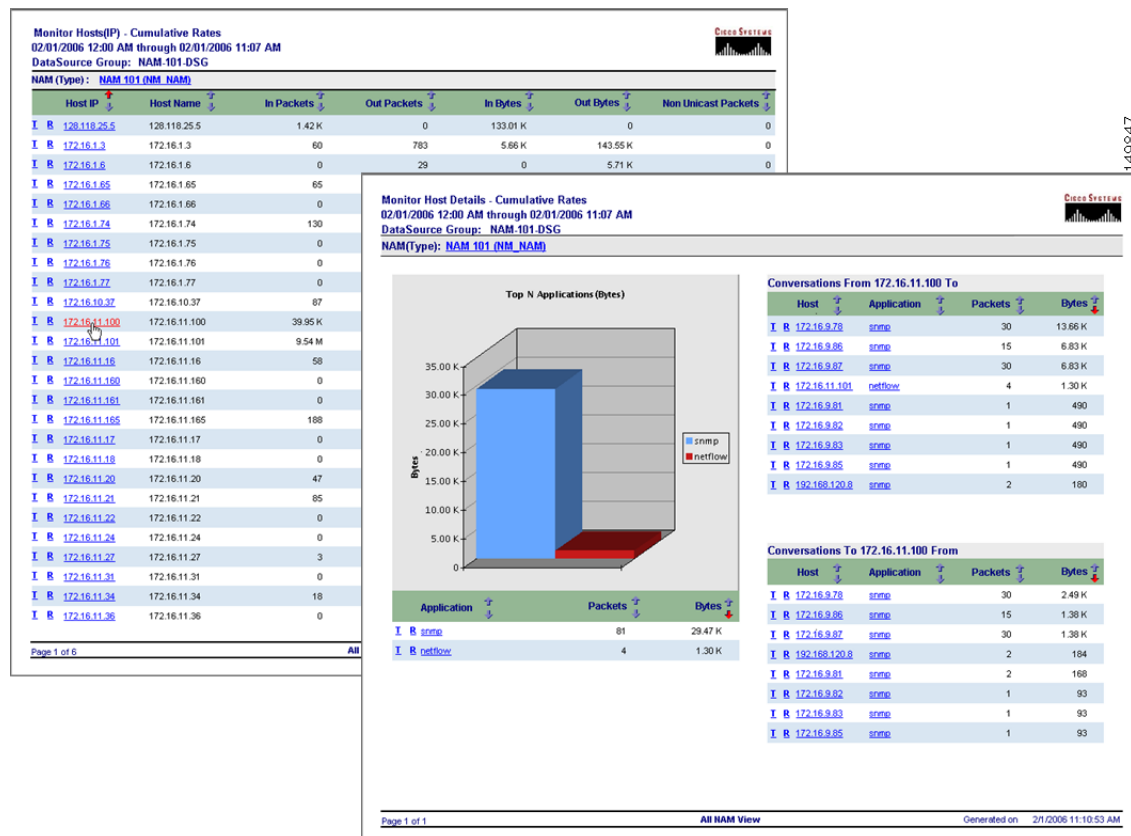 Monitor Hosts(IP) - Cumulative Rates
02/01/2006 12:00 AM through 02/01/2006 11:07 AM
DataSource Group: NAM-101-DSG
CISCO SYSTEMS
NAM (Type) : NAM 101 (NM_NAM)
Host IP Host Name In Packets Out Packets In Bytes Out Bytes Non Unicast Packets
T R 128.118.25.5 128.118.25.5 1.42 K 0 133.01 K 0 0
T R 172.16.1.3 172.16.1.3 60 783 5.66 K 143.55 K 0
T R 172.16.1.6 172.16.1.6 0 29 0 5.71 K 0
T R 172.16.1.65 172.16.1.65 65
T R 172.16.1.66 172.16.1.66 0
T R 172.16.1.74 172.16.1.74 130
T R 172.16.1.75 172.16.1.75 0
T R 172.16.1.76 172.16.1.76 0
T R 172.16.1.77 172.16.1.77 0
T R 172.16.10.37 172.16.10.37 87
T R 172.16.11.100 172.16.11.100 39.95 K
T R 172.16.11.101 172.16.11.101 9.54 M
T R 172.16.11.16 172.16.11.16 58
T R 172.16.11.160 172.16.11.160 0
T R 172.16.11.161 172.16.11.161 0
T R 172.16.11.165 172.16.11.165 188
T R 172.16.11.17 172.16.11.17 0
T R 172.16.11.18 172.16.11.18 0
T R 172.16.11.20 172.16.11.20 47
T R 172.16.11.21 172.16.11.21 85
T R 172.16.11.22 172.16.11.22 0
T R 172.16.11.24 172.16.11.24 0
T R 172.16.11.27 172.16.11.27 3
T R 172.16.11.31 172.16.11.31 0
T R 172.16.11.34 172.16.11.34 18
T R 172.16.11.36 172.16.11.36 0
Page 1 of 6 All
Monitor Host Details - Cumulative Rates
02/01/2006 12:00 AM through 02/01/2006 11:07 AM
DataSource Group: NAM-101-DSG
CISCO SYSTEMS
NAM(Type): NAM 101 (NM_NAM)
Top N Applications (Bytes)
35.00 K
30.00 K
25.00 K
20.00 K
15.00 K
10.00 K
5.00 K
0
Bytes
snmp
netflow
Application Packets Bytes
T R snmp 81 29.47 K
T R netflow 4 1.30 K
Conversations From 172.16.11.100 To
Host Application Packets Bytes
T R 172.16.9.78 snmp 30 13.66 K
T R 172.16.9.86 snmp 15 6.83 K
T R 172.16.9.87 snmp 30 6.83 K
T R 172.16.11.101 netflow 4 1.30 K
T R 172.16.9.81 snmp 1 490
T R 172.16.9.82 snmp 1 490
T R 172.16.9.83 snmp 1 490
T R 172.16.9.85 snmp 1 490
T R 192.168.120.8 snmp 2 180
Conversations To 172.16.11.100 From
Host Application Packets Bytes
T R 172.16.9.78 snmp 30 2.49 K
T R 172.16.9.86 snmp 15 1.38 K
T R 172.16.9.87 snmp 30 1.38 K
T R 192.168.120.8 snmp 2 184
T R 172.16.9.81 snmp 2 168
T R 172.16.9.82 snmp 1 93
T R 172.16.9.83 snmp 1 93
T R 172.16.9.85 snmp 1 93
Page 1 of 1 All NAM View Generated on 2/1/2006 11:10:53 AM
149847